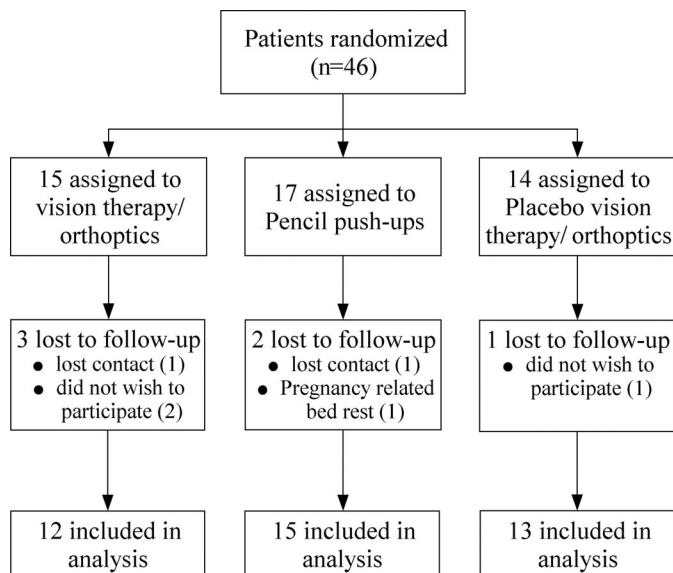 Patients randomized
(n=46)
15 assigned to
vision therapy/
orthoptics
17 assigned to
Pencil push-ups
14 assigned to
Placebo vision
therapy/ orthoptics
3 lost to follow-up
● lost contact (1)
● did not wish to
participate (2)
2 lost to follow-up
● lost contact (1)
● Pregnancy related
bed rest (1)
1 lost to follow-up
● did not wish to
participate (1)
12 included in
analysis
15 included in
analysis
13 included in
analysis